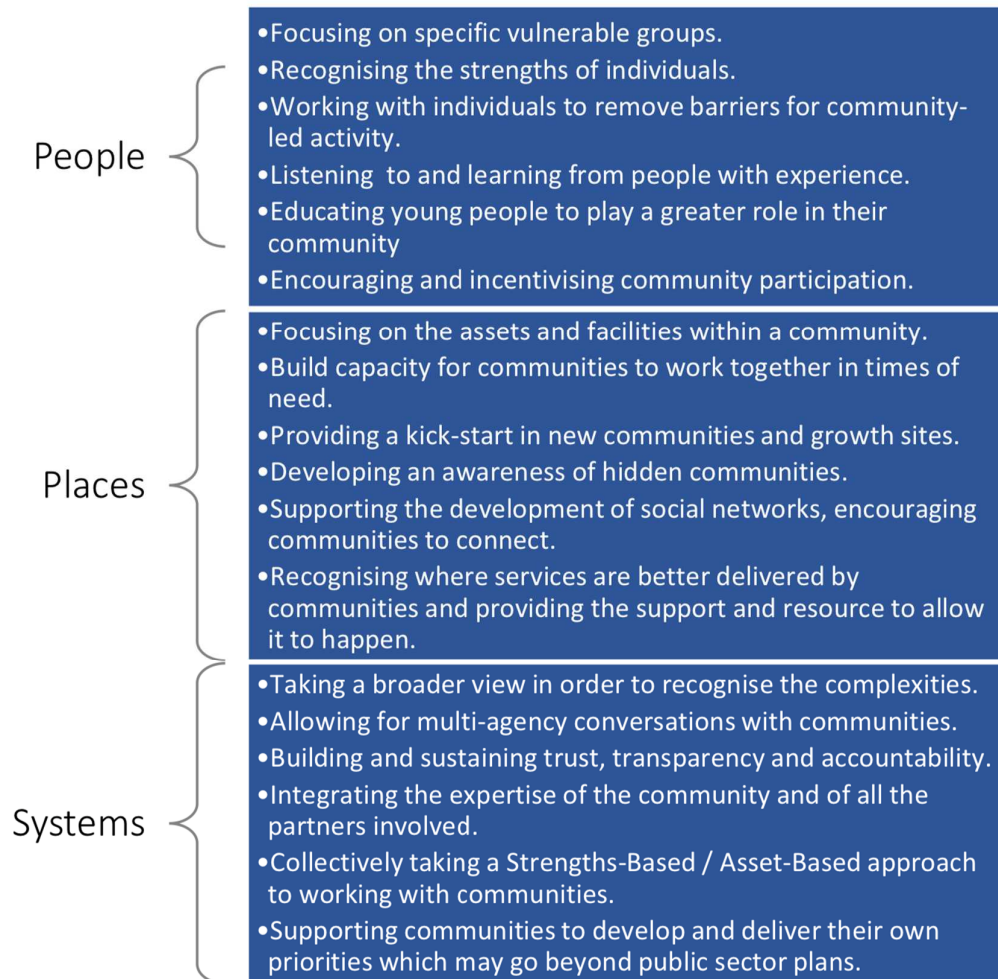 People
•Focusing on specific vulnerable groups.
•Recognising the strengths of individuals.
•Working with individuals to remove barriers for community-
led activity.
•Listening  to and learning from people with experience.
•Educating young people to play a greater role in their
community
•Encouraging and incentivising community participation.
Places
•Focusing on the assets and facilities within a community.
•Build capacity for communities to work together in times of
need.
•Providing a kick-start in new communities and growth sites.
•Developing an awareness of hidden communities.
•Supporting the development of social networks, encouraging
communities to connect.
•Recognising where services are better delivered by
communities and providing the support and resource to allow
it to happen.
Systems
•Taking a broader view in order to recognise the complexities.
•Allowing for multi-agency conversations with communities.
•Building and sustaining trust, transparency and accountability.
•Integrating the expertise of the community and of all the
partners involved.
•Collectively taking a Strengths-Based / Asset-Based approach
to working with communities.
•Supporting communities to develop and deliver their own
priorities which may go beyond public sector plans.